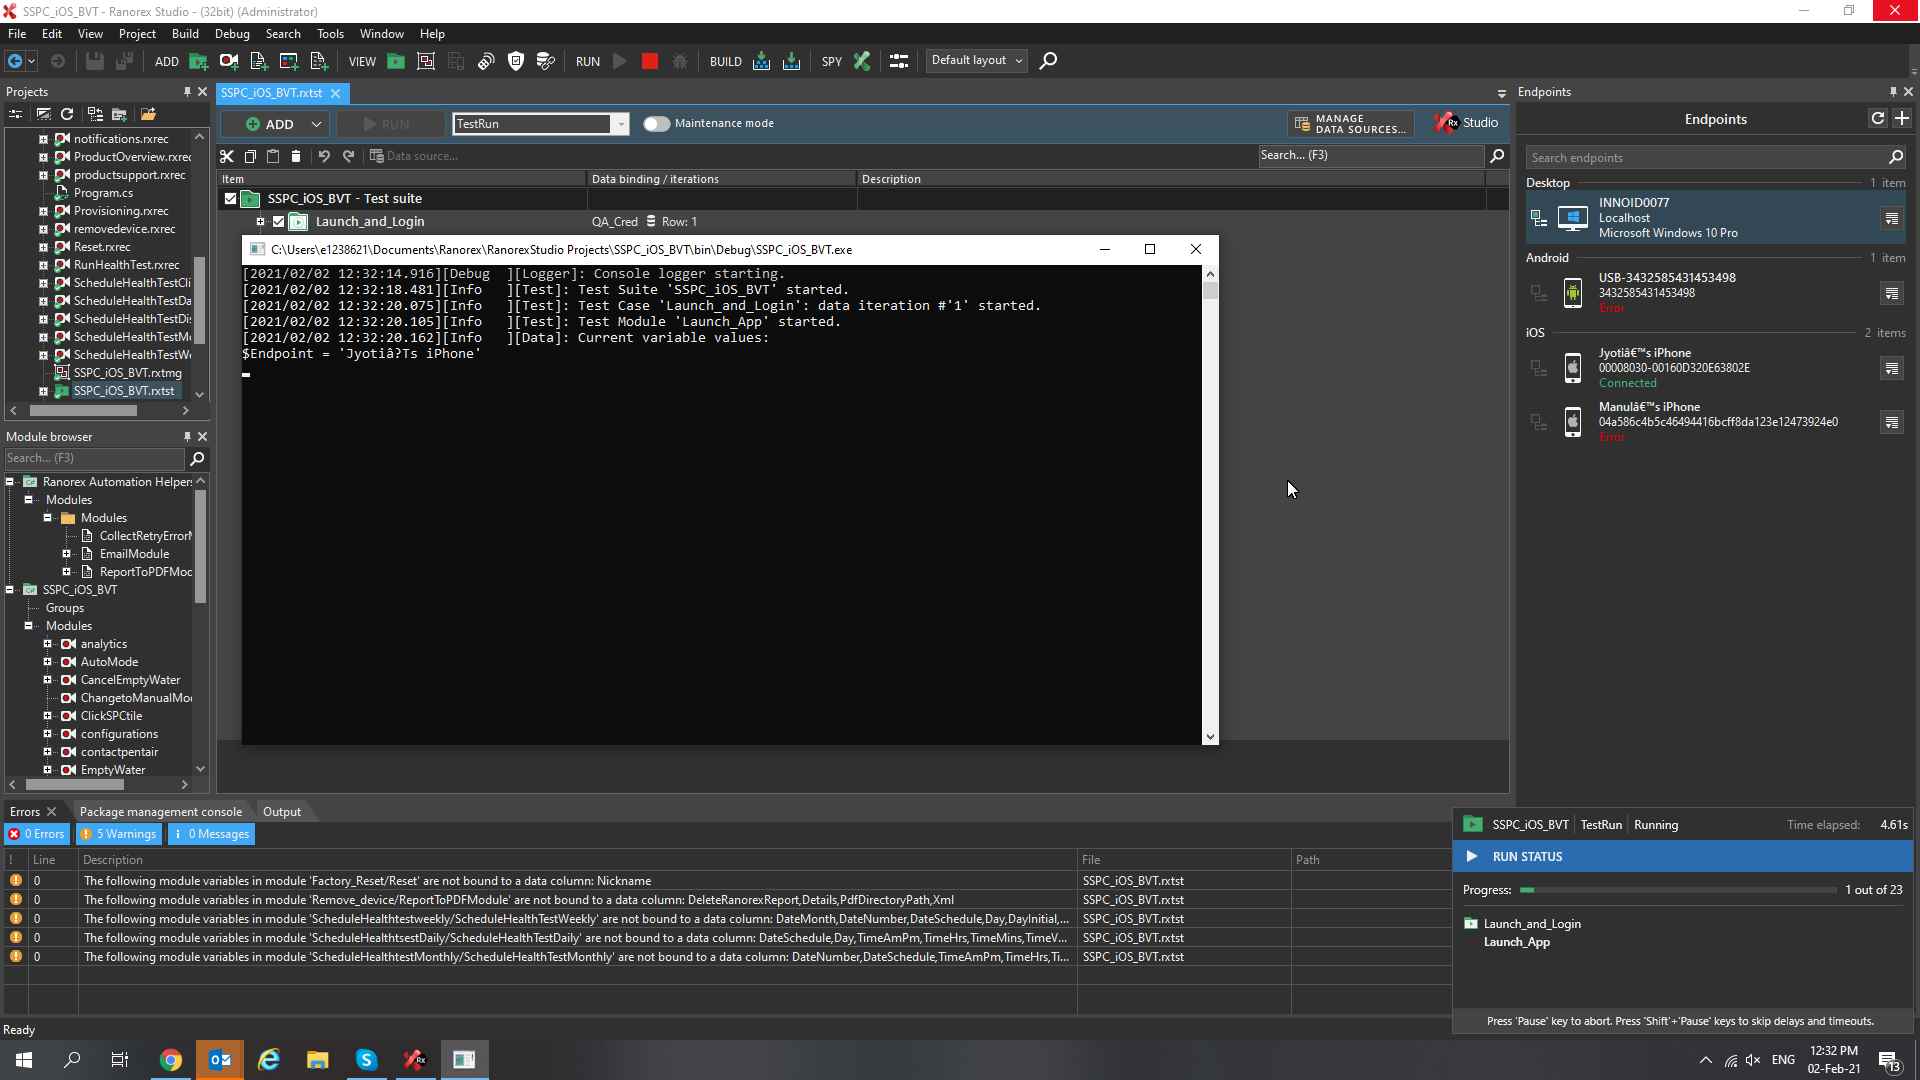 SSPC_iOS_BVT - Ranorex Studio - (32bit) (Administrator)
File Edit View Project Build Debug Search Tools Window Help
ADD VIEW RUN BUILD SPY Default layout
Projects
notifications.rxrec
ProductOverview.rxrec
productsupport.rxrec
Program.cs
Provisioning.rxrec
removedevice.rxrec
Reset.rxrec
RunHealthTest.rxrec
ScheduleHealthTestCli
ScheduleHealthTestDa
ScheduleHealthTestDis
ScheduleHealthTestMo
ScheduleHealthTestWe
SSPC_iOS_BVT.rxtmg
SSPC_iOS_BVT.rxtst
Module browser
Search... (F3)
Ranorex Automation Helpers
Modules
Modules
CollectRetryErrorM
EmailModule
ReportToPDFMod
SSPC_iOS_BVT
Groups
Modules
analytics
AutoMode
CancelEmptyWater
ChangetoManualMod
ClickSPCtile
configurations
contactpentair
EmptyWater
SSPC_iOS_BVT.rxtst
ADD RUN TestRun Maintenance mode MANAGE DATA SOURCES... Rx Studio
Data source... Search... (F3)
Item Data binding / iterations Description
SSPC_iOS_BVT - Test suite
Launch_and_Login QA_Cred Row: 1
C:\Users\e1238621\Documents\Ranorex\RanorexStudio Projects\SSPC_iOS_BVT\bin\Debug\SSPC_iOS_BVT.exe
[2021/02/02 12:32:14.916][Debug  ][Logger]: Console logger starting.
[2021/02/02 12:32:18.481][Info   ][Test]: Test Suite 'SSPC_iOS_BVT' started.
[2021/02/02 12:32:20.075][Info   ][Test]: Test Case 'Launch_and_Login': data iteration #'1' started.
[2021/02/02 12:32:20.105][Info   ][Test]: Test Module 'Launch_App' started.
[2021/02/02 12:32:20.162][Info   ][Data]: Current variable values:
$Endpoint = 'Jyotiâ?Ts iPhone'
Endpoints
Endpoints
Search endpoints
Desktop 1 item
INNOID0077
Localhost
Microsoft Windows 10 Pro
Android 1 item
USB-3432585431453498
3432585431453498
Error
iOS 2 items
Jyotiâ€™s iPhone
00008030-00160D320E63802E
Connected
Manulâ€™s iPhone
04a586c4b5c46494416bcff8da123e12473924e0
Error
Errors Package management console Output
0 Errors 5 Warnings 0 Messages
! Line Description File Path
0 The following module variables in module 'Factory_Reset/Reset' are not bound to a data column: Nickname SSPC_iOS_BVT.rxtst
0 The following module variables in module 'Remove_device/ReportToPDFModule' are not bound to a data column: DeleteRanorexReport,Details,PdfDirectoryPath,Xml SSPC_iOS_BVT.rxtst
0 The following module variables in module 'ScheduleHealthtestweekly/ScheduleHealthTestWeekly' are not bound to a data column: DateMonth,DateNumber,DateSchedule,Day,DayInitial,... SSPC_iOS_BVT.rxtst
0 The following module variables in module 'ScheduleHealthtsestDaily/ScheduleHealthTestDaily' are not bound to a data column: DateSchedule,Day,TimeAmPm,TimeHrs,TimeMins,TimeV... SSPC_iOS_BVT.rxtst
0 The following module variables in module 'ScheduleHealthtestMonthly/ScheduleHealthTestMonthly' are not bound to a data column: DateNumber,DateSchedule,TimeAmPm,TimeHrs,Ti... SSPC_iOS_BVT.rxtst
SSPC_iOS_BVT TestRun Running Time elapsed: 4.61s
RUN STATUS
Progress: 1 out of 23
Launch_and_Login
Launch_App
Press 'Pause' key to abort. Press 'Shift'+'Pause' keys to skip delays and timeouts.
Ready
ENG 12:32 PM
02-Feb-21
13